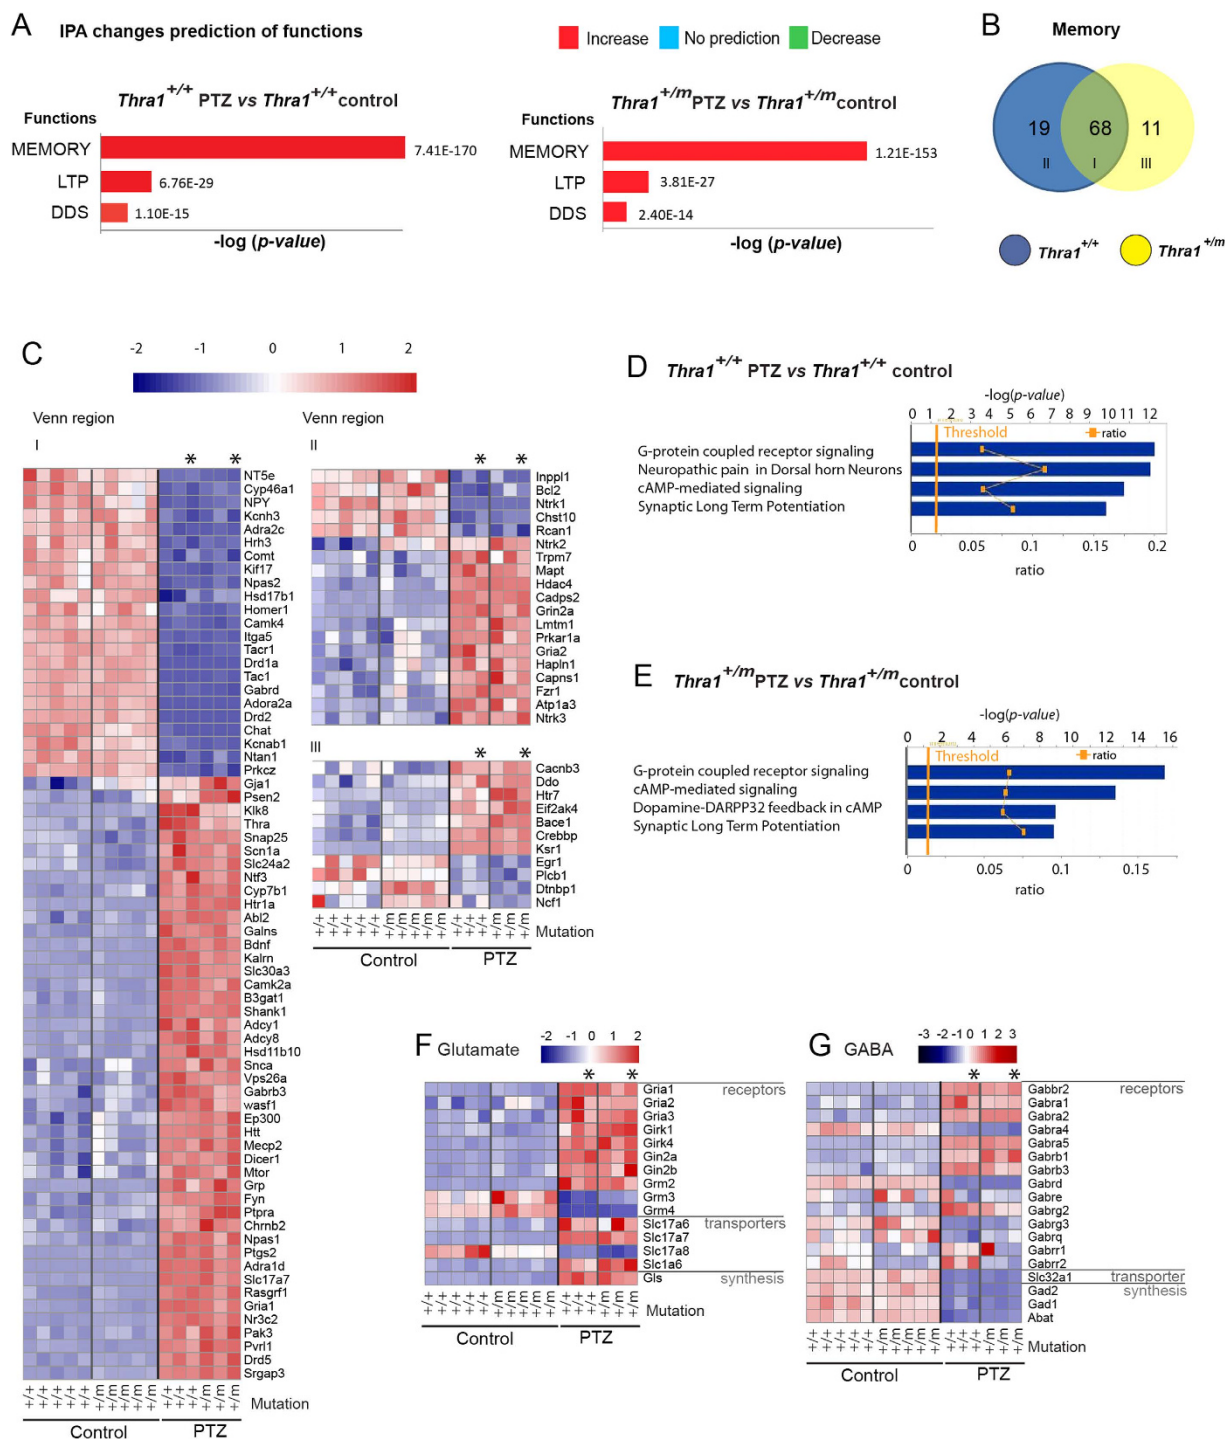 A IPA changes prediction of functions
Increase No prediction Decrease
Thra1+/+ PTZ vs Thra1+/+ control
Functions
MEMORY 7.41E-170
LTP 6.76E-29
DDS 1.10E-15
-log (p-value)
Thra1+/m PTZ vs Thra1+/m control
Functions
MEMORY 1.21E-153
LTP 3.81E-27
DDS 2.40E-14
-log (p-value)
B Memory
19 68 11
II I III
Thra1+/+ Thra1+/m
C
-2 -1 0 1 2
Venn region
I
* *
NT5e
Cyp46a1
NPY
Kcnh3
Adra2c
Hrh3
Comt
Kif17
Npas2
Hsd17b1
Homer1
Camk4
Itga5
Tacr1
Drd1a
Tac1
Gabrd
Adora2a
Drd2
Chat
Kcnab1
Ntan1
Prkcz
Gja1
Psen2
Klk8
Thra
Snap25
Scn1a
Slc24a2
Ntf3
Cyp7b1
Htr1a
Abl2
Galns
Bdnf
Kalrn
Slc30a3
Camk2a
B3gat1
Shank1
Adcy1
Adcy8
Hsd11b10
Snca
Vps26a
Gabrb3
wasf1
Ep300
Htt
Mecp2
Dicer1
Mtor
Grp
Fyn
Ptpra
Chrnb2
Npas1
Ptgs2
Adra1d
Slc17a7
Rasgrf1
Gria1
Nr3c2
Pak3
Pvrl1
Drd5
Srgap3
+/+ +/+ +/+ +/+ +/+ +/m +/m +/m +/m +/m +/+ +/+ +/+ +/m +/m +/m Mutation
Control PTZ
Venn region
II
* *
Inppl1
Bcl2
Ntrk1
Chst10
Rcan1
Ntrk2
Trpm7
Mapt
Hdac4
Cadps2
Grin2a
Lmtm1
Prkar1a
Gria2
Hapln1
Capns1
Fzr1
Atp1a3
Ntrk3
III
* *
Cacnb3
Ddo
Htr7
Eif2ak4
Bace1
Crebbp
Ksr1
Egr1
Plcb1
Dtnbp1
Ncf1
+/+ +/+ +/+ +/+ +/+ +/m +/m +/m +/m +/m +/+ +/+ +/+ +/m +/m +/m Mutation
Control PTZ
D Thra1+/+ PTZ vs Thra1+/+ control
-log(p-value)
0 1 2 3 4 5 6 7 8 9 10 11 12
Threshold ratio
G-protein coupled receptor signaling
Neuropathic pain in Dorsal horn Neurons
cAMP-mediated signaling
Synaptic Long Term Potentiation
0 0.05 0.1 0.15 0.2
ratio
E Thra1+/m PTZ vs Thra1+/m control
-log(p-value)
0 2 4 6 8 10 12 14 16
Threshold ratio
G-protein coupled receptor signaling
cAMP-mediated signaling
Dopamine-DARPP32 feedback in cAMP
Synaptic Long Term Potentiation
0 0.05 0.1 0.15
ratio
F Glutamate
-2 -1 0 1 2
* *
Gria1 receptors
Gria2
Gria3
Girk1
Girk4
Gin2a
Gin2b
Grm2
Grm3
Grm4
Slc17a6 transporters
Slc17a7
Slc17a8
Slc1a6
Gls synthesis
+/+ +/+ +/+ +/+ +/+ +/m +/m +/m +/m +/m +/+ +/+ +/+ +/m +/m +/m Mutation
Control PTZ
G GABA
-3 -2 -1 0 1 2 3
* *
Gabbr2 receptors
Gabra1
Gabra2
Gabra4
Gabra5
Gabrb1
Gabrb3
Gabrd
Gabre
Gabrg2
Gabrg3
Gabrq
Gabrr1
Gabrr2
Slc32a1 transporter
Gad2 synthesis
Gad1
Abat
+/+ +/+ +/+ +/+ +/+ +/m +/m +/m +/m +/m +/+ +/+ +/+ +/m +/m +/m Mutation
Control PTZ